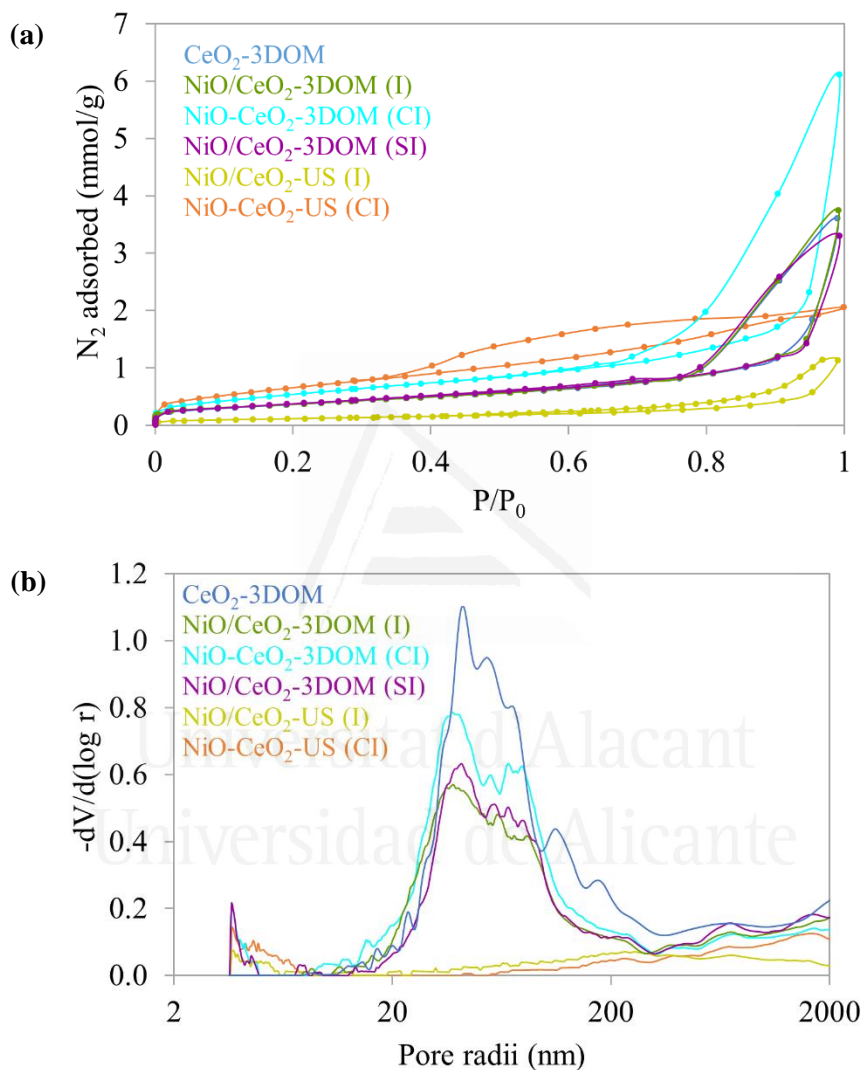 (a)
7
6
5
4
3
2
1
0
N₂ adsorbed (mmol/g)
CeO₂-3DOM
NiO/CeO₂-3DOM (I)
NiO-CeO₂-3DOM (CI)
NiO/CeO₂-3DOM (SI)
NiO/CeO₂-US (I)
NiO-CeO₂-US (CI)
0 0.2 0.4 0.6 0.8 1
P/P₀
(b)
1.2
1.0
0.8
0.6
0.4
0.2
0.0
-dV/d(log r)
CeO₂-3DOM
NiO/CeO₂-3DOM (I)
NiO-CeO₂-3DOM (CI)
NiO/CeO₂-3DOM (SI)
NiO/CeO₂-US (I)
NiO-CeO₂-US (CI)
Universitat d'Alacant
Universidad de Alicante
2 20 200 2000
Pore radii (nm)